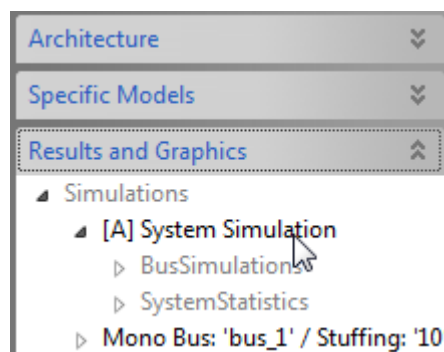 Architecture
Specific Models
Results and Graphics
Simulations
[A] System Simulation
BusSimulations
SystemStatistics
Mono Bus: 'bus_1' / Stuffing: '10